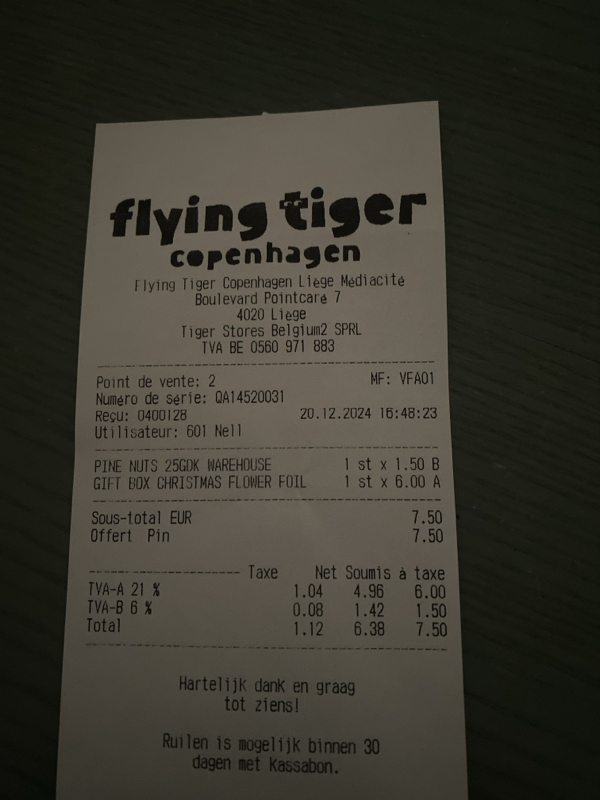 flying tiger
copenhagen
Flying Tiger Copenhagen Liège Médiacité
Boulevard Pointcaré 7
4020 Liège
Tiger Stores Belgium2 SPRL
TVA BE 0560 971 883
Point de vente: 2 MF: VFA01
Numéro de série: QA14520031
Reçu: 0400128 20.12.2024 16:48:23
Utilisateur: 601 Nell
PINE NUTS 25GDK WAREHOUSE 1 st x 1.50 B
GIFT BOX CHRISTMAS FLOWER FOIL 1 st x 6.00 A
Sous-total EUR 7.50
Offert Pin 7.50
Taxe Net Soumis à taxe
TVA-A 21 % 1.04 4.96 6.00
TVA-B 6 % 0.08 1.42 1.50
Total 1.12 6.38 7.50
Hartelijk dank en graag
tot ziens!
Ruilen is mogelijk binnen 30
dagen met kassabon.